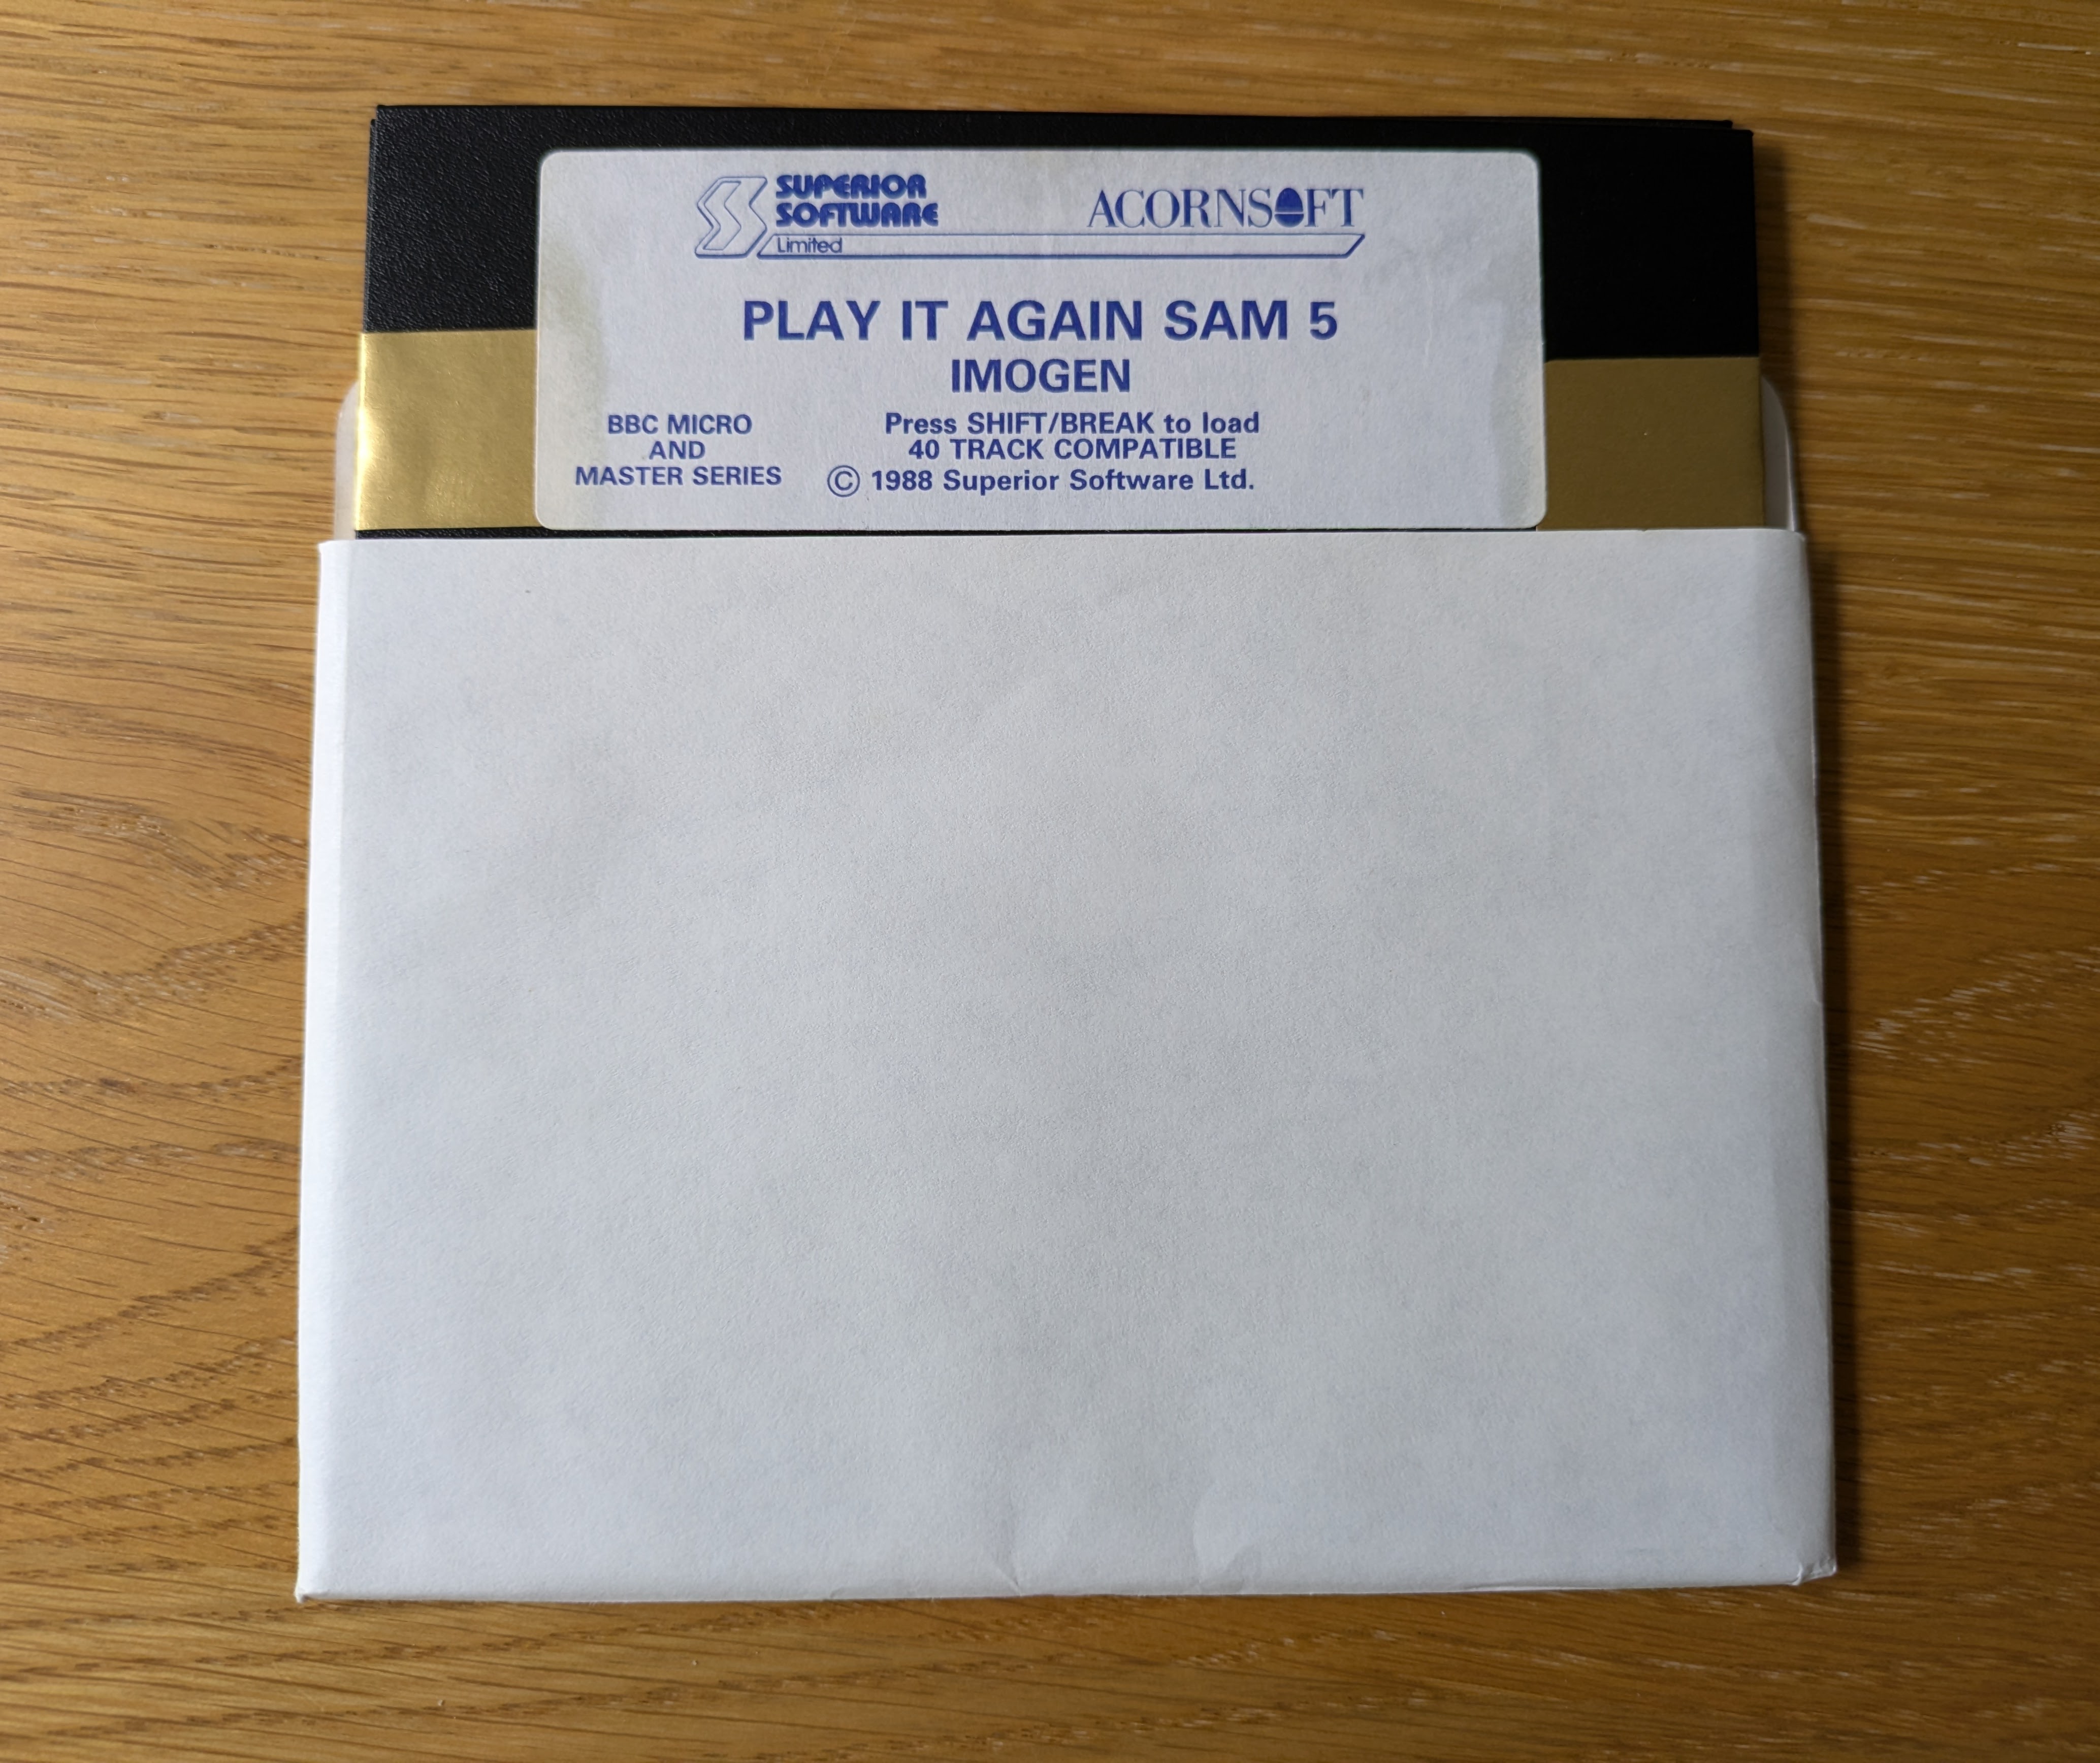 SUPERIOR
SOFTWARE
Limited
ACORNSOFT
PLAY IT AGAIN SAM 5
IMOGEN
BBC MICRO
AND
MASTER SERIES
Press SHIFT/BREAK to load
40 TRACK COMPATIBLE
© 1988 Superior Software Ltd.